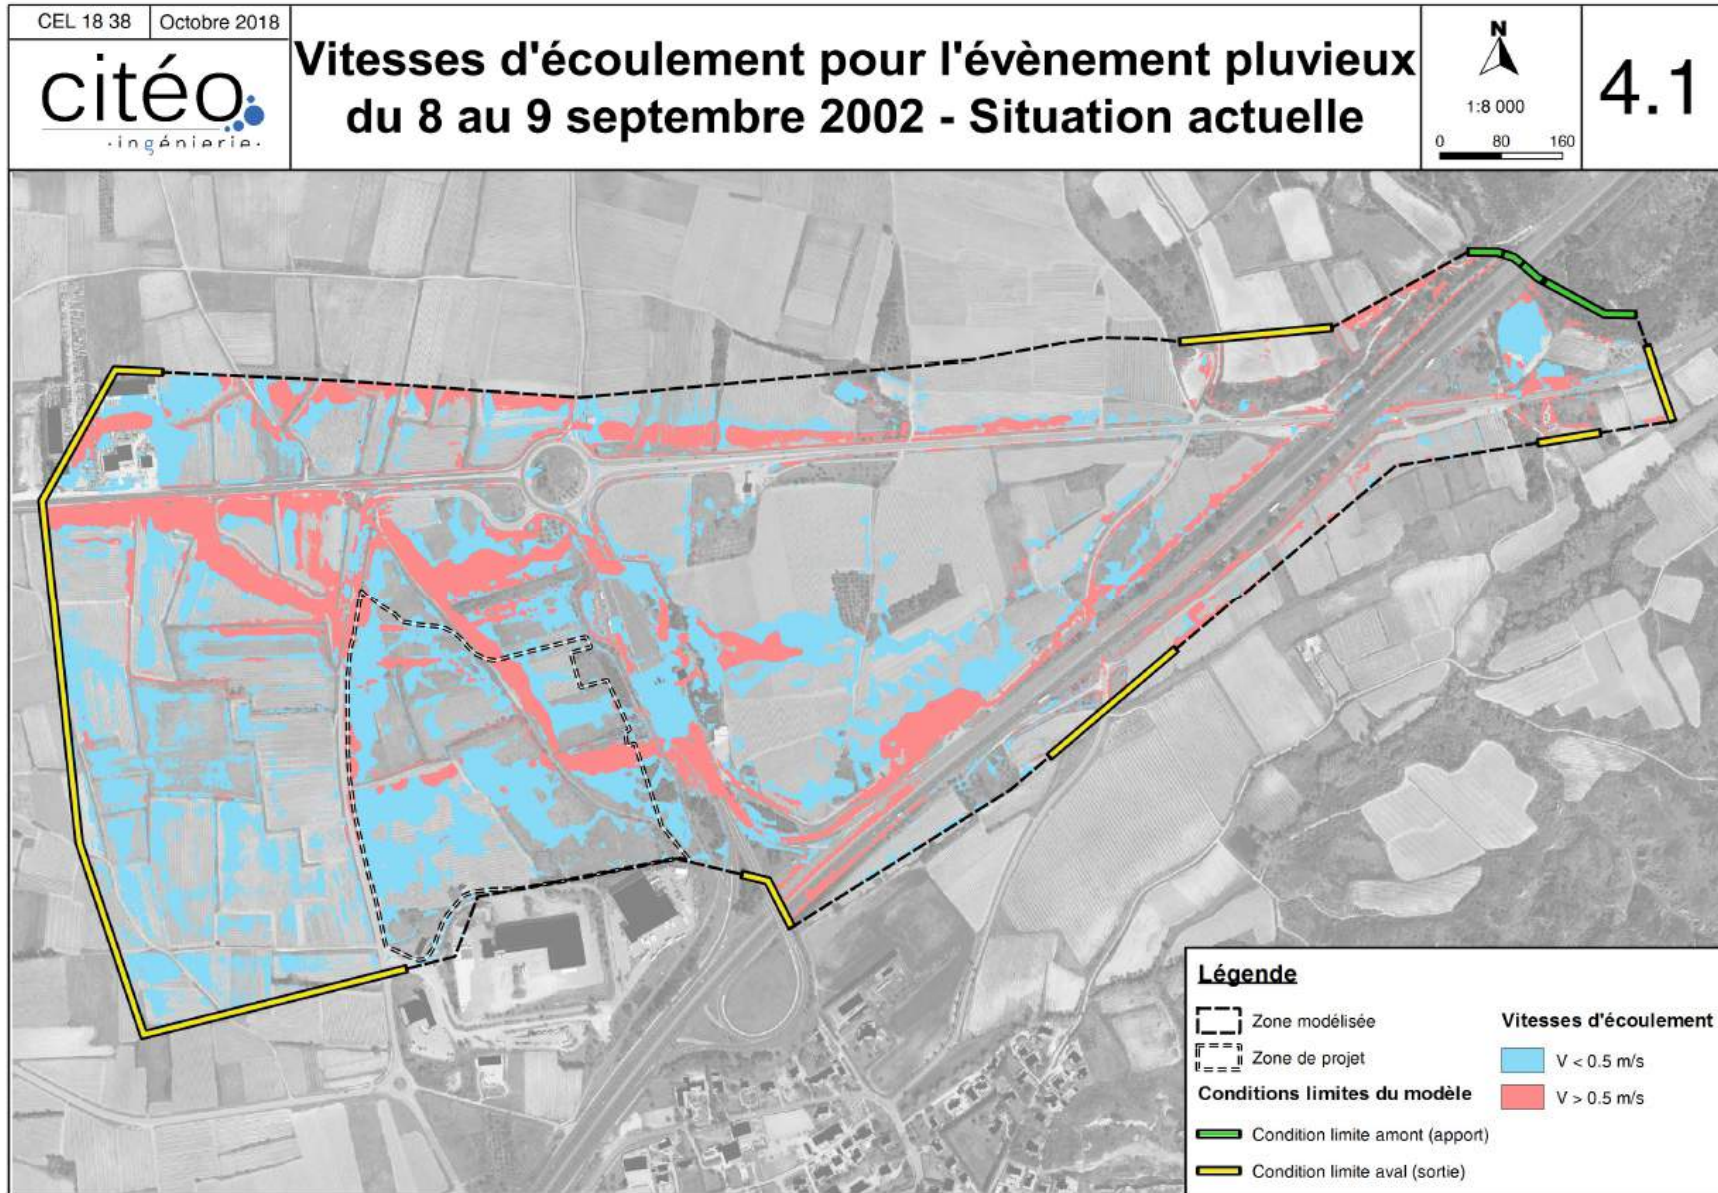 CEL 18 38
Octobre 2018
citéo
·ingénierie·
Vitesses d'écoulement pour l'évènement pluvieux
du 8 au 9 septembre 2002 - Situation actuelle
N
1:8 000
0 80 160
4.1
Légende
Zone modélisée
Zone de projet
Conditions limites du modèle
Condition limite amont (apport)
Condition limite aval (sortie)
Vitesses d'écoulement
V < 0.5 m/s
V > 0.5 m/s